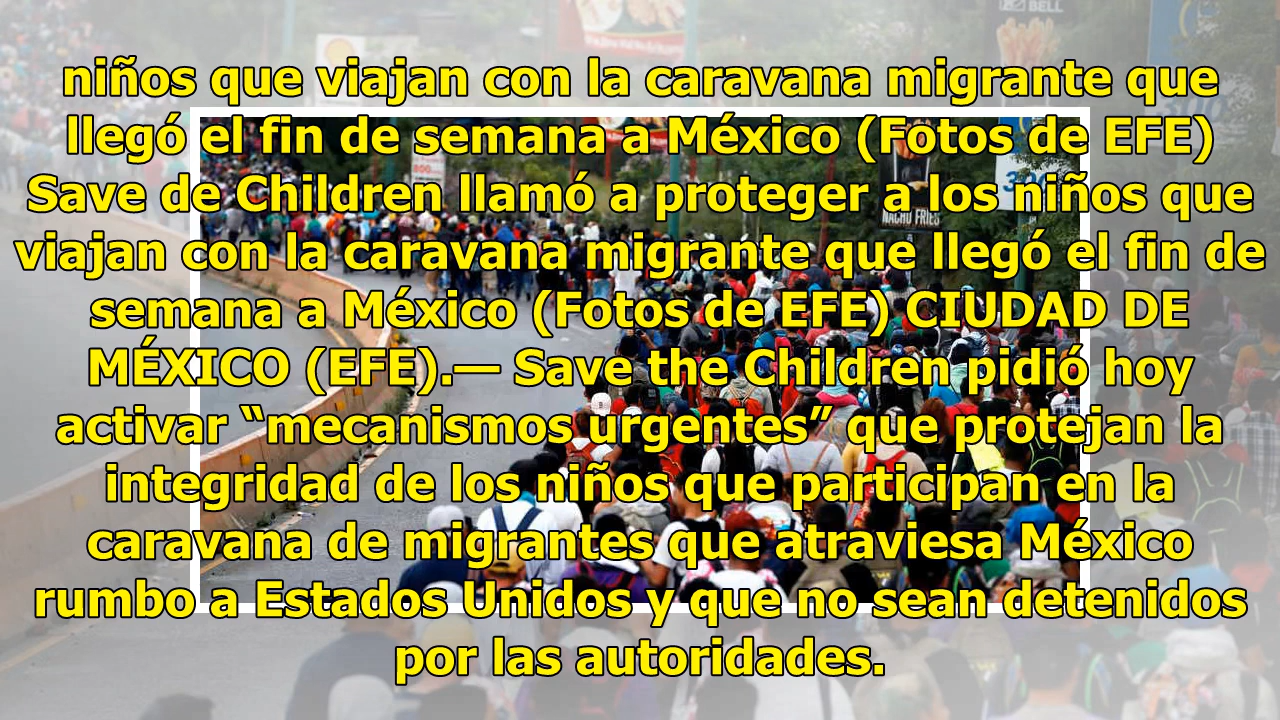 niños que viajan con la caravana migrante que
llegó el fin de semana a México (Fotos de EFE)
Save de Children llamó a proteger a los niños que
viajan con la caravana migrante que llegó el fin de
semana a México (Fotos de EFE) CIUDAD DE
MÉXICO (EFE).— Save the Children pidió hoy
activar “mecanismos urgentes” que protejan la
integridad de los niños que participan en la
caravana de migrantes que atraviesa México
rumbo a Estados Unidos y que no sean detenidos
por las autoridades.
BELL
NACHO FRIES